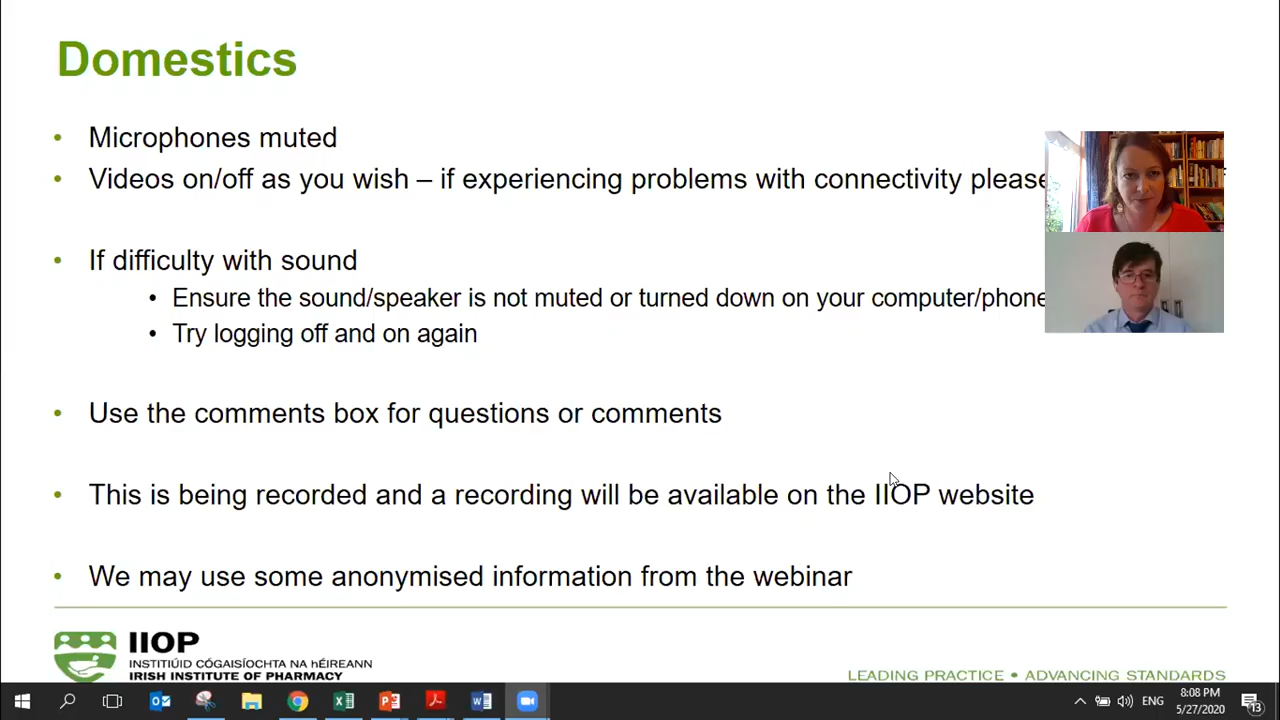 Domestics
• Microphones muted
• Videos on/off as you wish – if experiencing problems with connectivity please
• If difficulty with sound
• Ensure the sound/speaker is not muted or turned down on your computer/phone
• Try logging off and on again
• Use the comments box for questions or comments
• This is being recorded and a recording will be available on the IIOP website
• We may use some anonymised information from the webinar
IIOP
INSTITIÚID CÓGAISÍOCHTA NA hÉIREANN
IRISH INSTITUTE OF PHARMACY
LEADING PRACTICE • ADVANCING STANDARDS
ENG
8:08 PM
5/27/2020
13